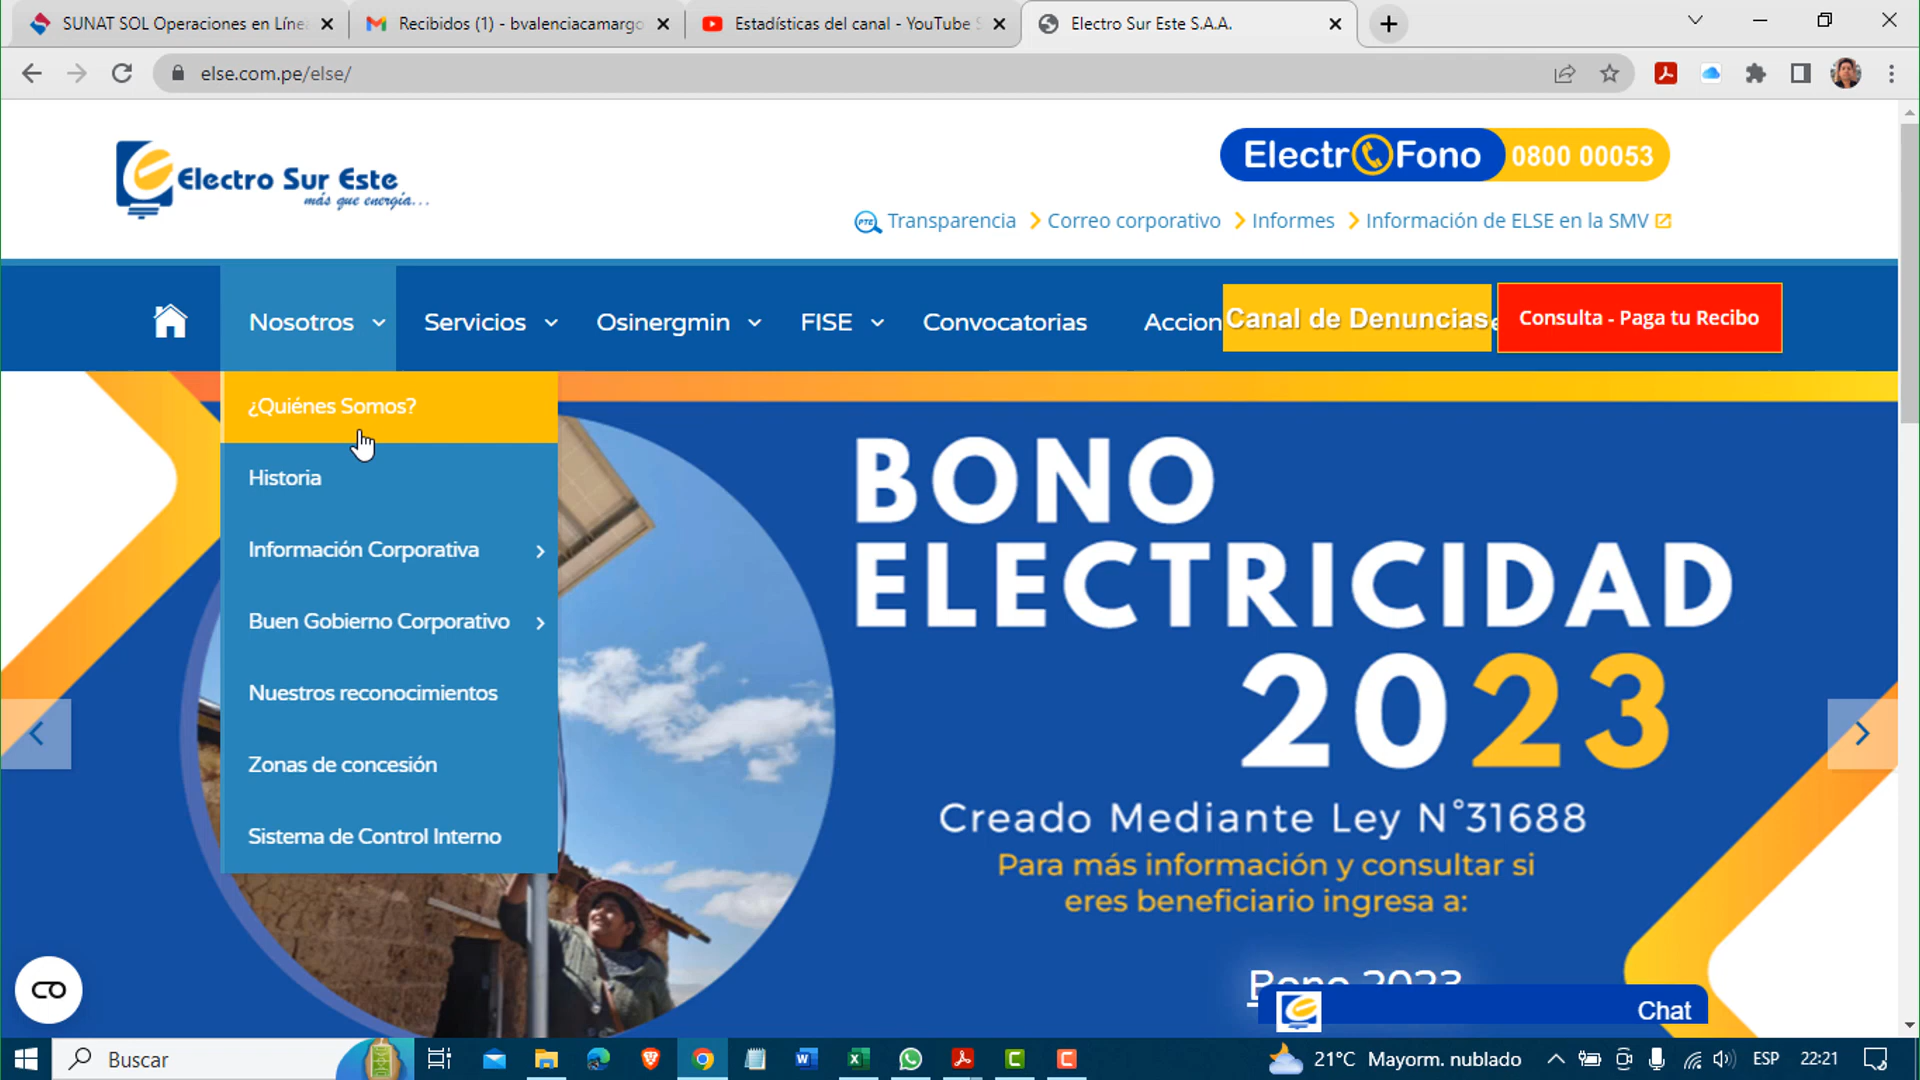 SUNAT SOL Operaciones en Líne
Recibidos (1) - bvalenciacamargo
Estadísticas del canal - YouTube S
Electro Sur Este S.A.A.
else.com.pe/else/
Electro Sur Este
más que energía...
Electr Fono 0800 00053
PTE Transparencia
Correo corporativo
Informes
Información de ELSE en la SMV
Nosotros
Servicios
Osinergmin
FISE
Convocatorias
Accion
Canal de Denuncias
Consulta - Paga tu Recibo
¿Quiénes Somos?
Historia
Información Corporativa
Buen Gobierno Corporativo
Nuestros reconocimientos
Zonas de concesión
Sistema de Control Interno
BONO
ELECTRICIDAD
2023
Creado Mediante Ley N°31688
Para más información y consultar si
eres beneficiario ingresa a:
Bono 2023
Chat
Buscar
21°C Mayorm. nublado
ESP
22:21